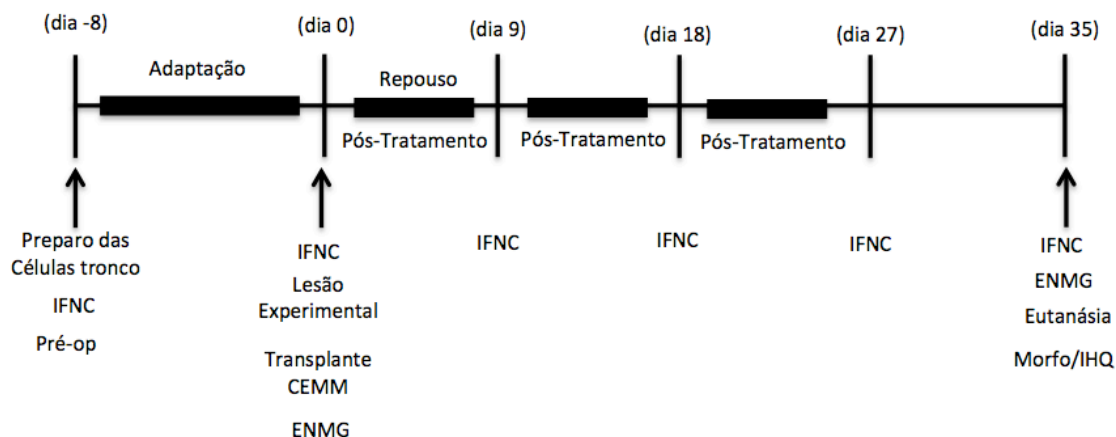 (dia -8)
(dia 0)
(dia 9)
(dia 18)
(dia 27)
(dia 35)
Adaptação
Repouso
Pós-Tratamento
Pós-Tratamento
Pós-Tratamento
Preparo das
Células tronco
IFNC
Pré-op
IFNC
Lesão
Experimental
Transplante
CEMM
ENMG
IFNC
IFNC
IFNC
IFNC
ENMG
Eutanásia
Morfo/IHQ